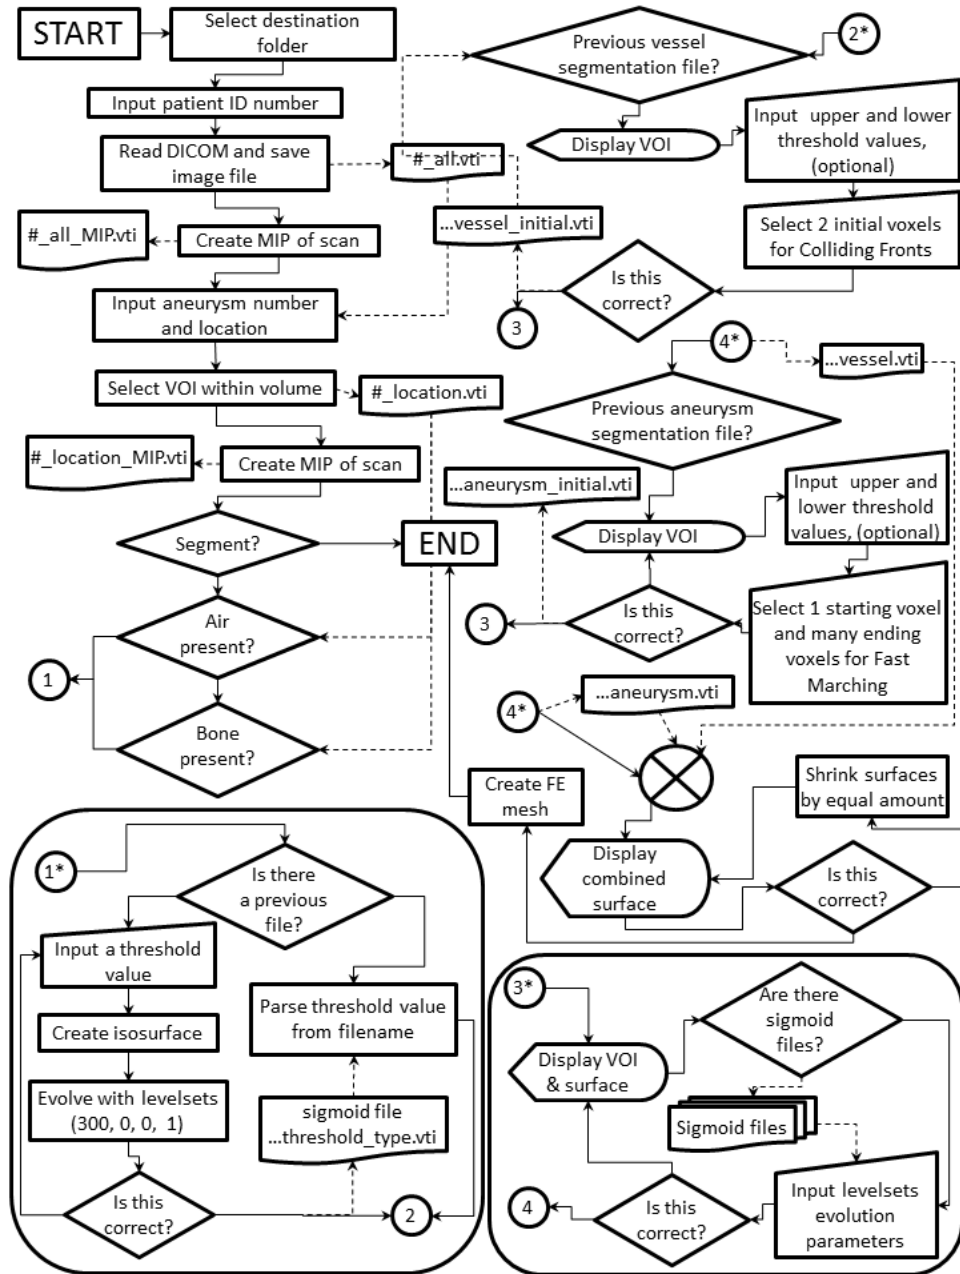 START
Select destination
folder
Input patient ID number
Read DICOM and save
image file
#_all.vti
Create MIP of scan
#_all_MIP.vti
Input aneurysm number
and location
Select VOI within volume
#_location.vti
Create MIP of scan
#_location_MIP.vti
Segment?
END
Air
present?
1
Bone
present?
2*
Previous vessel
segmentation file?
Display VOI
Input upper and lower
threshold values,
(optional)
Select 2 initial voxels
for Colliding Fronts
Is this
correct?
...vessel_initial.vti
3
4*
...vessel.vti
Previous aneurysm
segmentation file?
...aneurysm_initial.vti
Display VOI
Input upper and
lower threshold
values, (optional)
Select 1 starting voxel
and many ending
voxels for Fast
Marching
Is this
correct?
3
4*
...aneurysm.vti
Create FE
mesh
Shrink surfaces
by equal amount
Display
combined
surface
Is this
correct?
1*
Is there
a previous
file?
Input a threshold
value
Create isosurface
Evolve with levelsets
(300, 0, 0, 1)
Is this
correct?
Parse threshold value
from filename
sigmoid file
...threshold_type.vti
2
3*
Display VOI
& surface
Are there
sigmoid
files?
Sigmoid files
Input levelsets
evolution
parameters
Is this
correct?
4